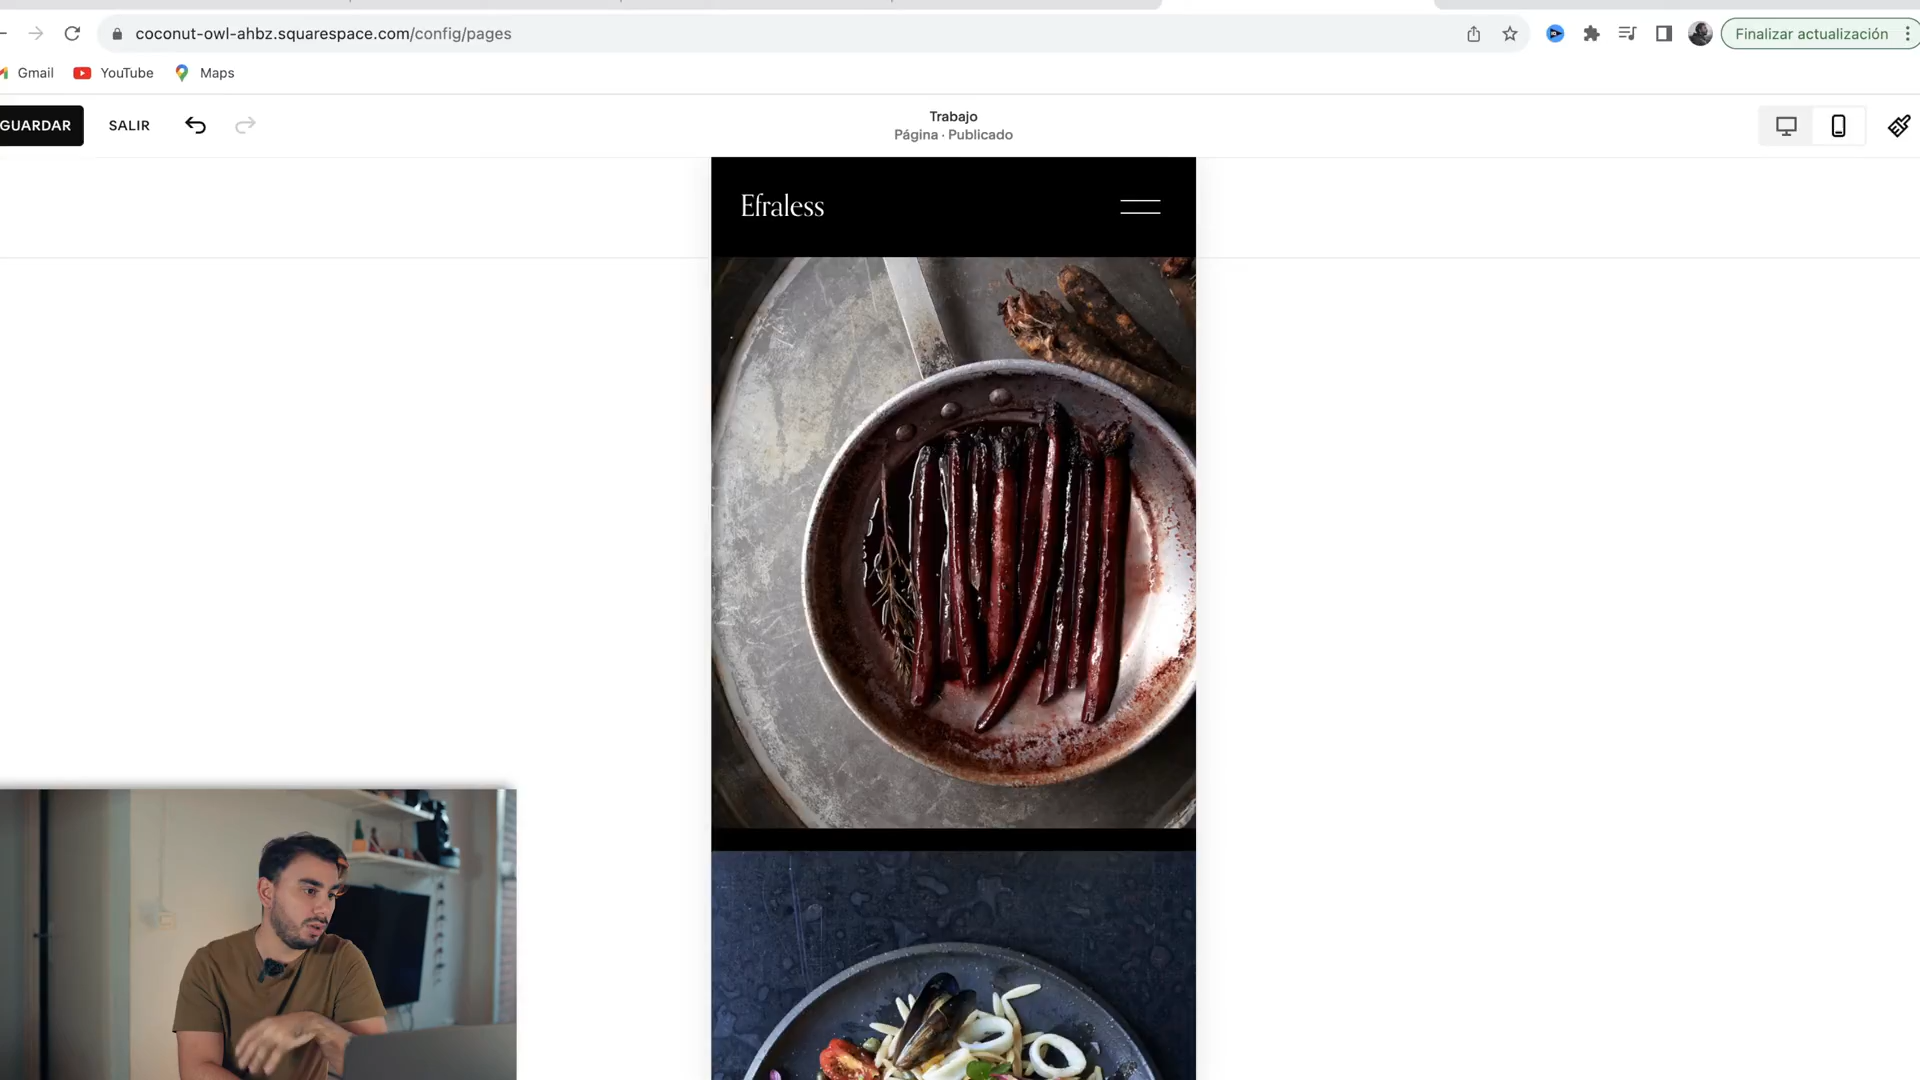 coconut-owl-ahbz.squarespace.com/config/pages
Finalizar actualización
Gmail
YouTube
Maps
GUARDAR
SALIR
Trabajo
Página · Publicado
Efraless